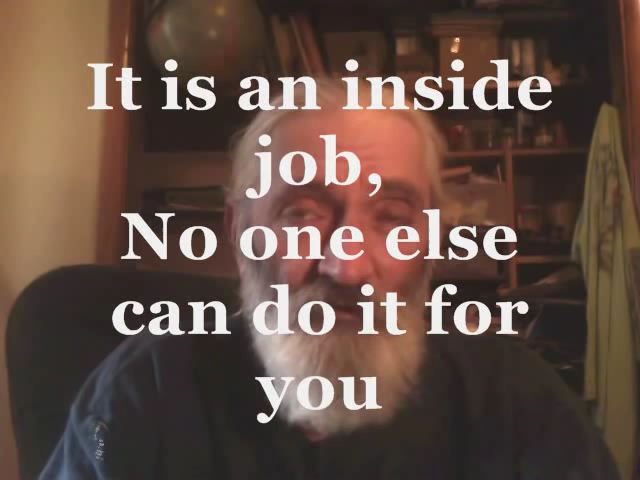 It is an inside
job,
No one else
can do it for
you